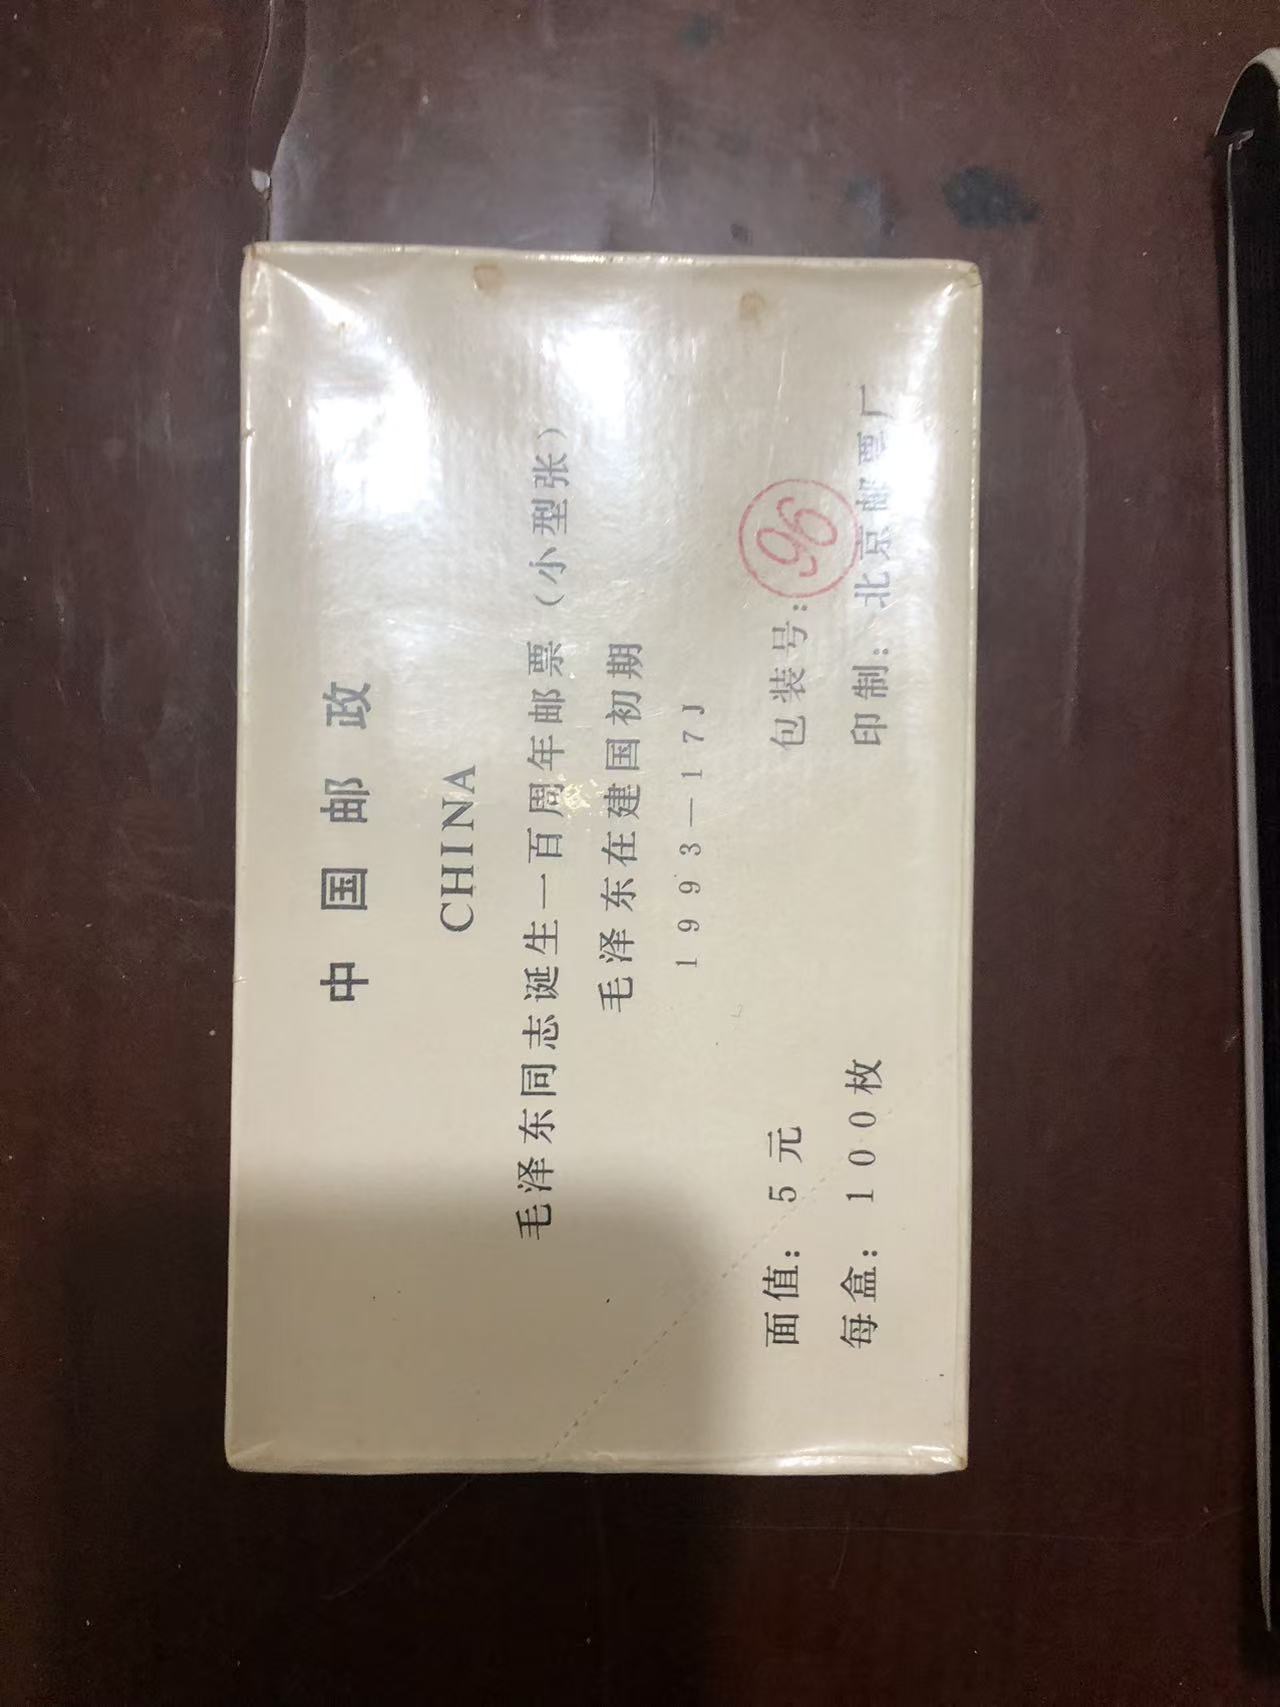 中国邮政
CHINA
毛泽东同志诞生一百周年邮票（小型张）
毛泽东在建国初期
1993－17J
面值：5元 包装号：96
每盒：100枚 印制：北京邮票厂